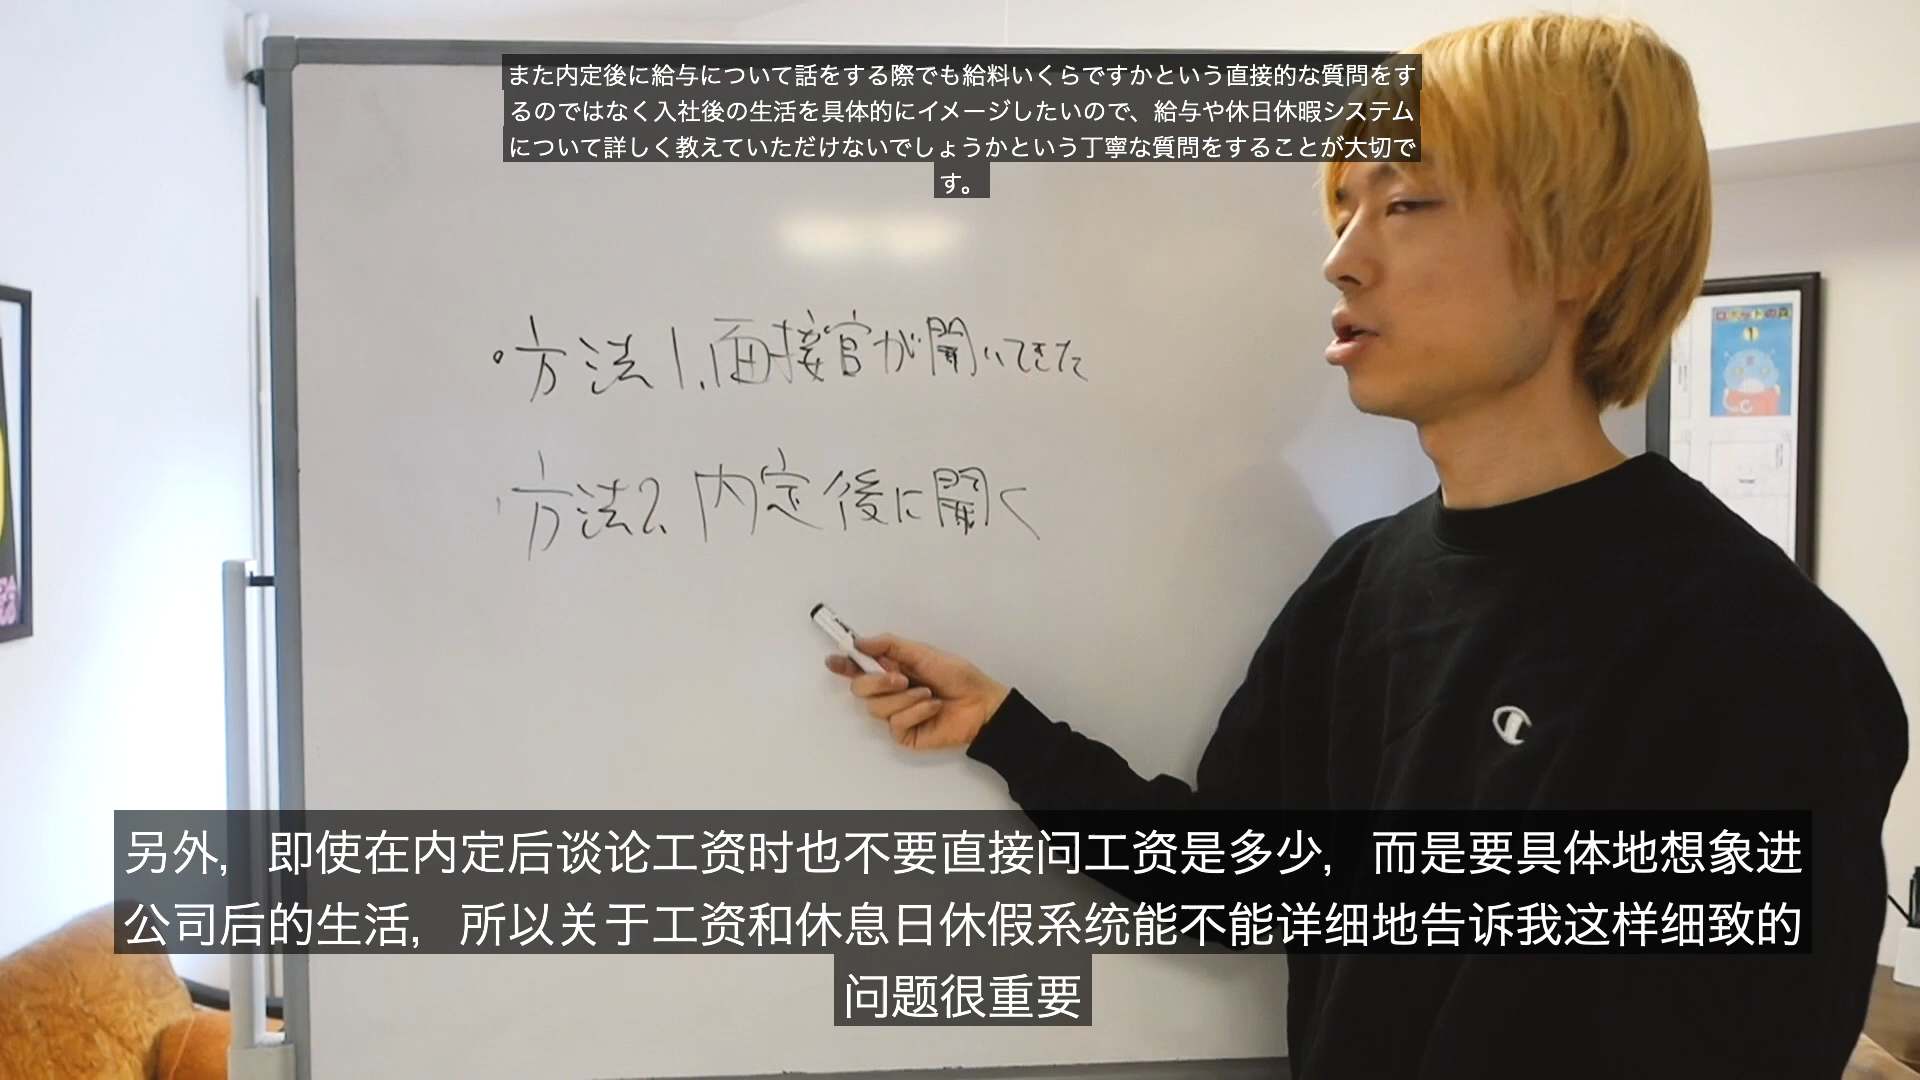 また内定後に給与について話をする際でも給料いくらですかという直接的な質問をす
るのではなく入社後の生活を具体的にイメージしたいので、給与や休日休暇システム
について詳しく教えていただけないでしょうかという丁寧な質問をすることが大切で
す。
・方法1.面接官が聞いてきた
方法2.内定後に聞く
ロボットの森
1
另外，即使在内定后谈论工资时也不要直接问工资是多少，而是要具体地想象进
公司后的生活，所以关于工资和休息日休假系统能不能详细地告诉我这样细致的
问题很重要